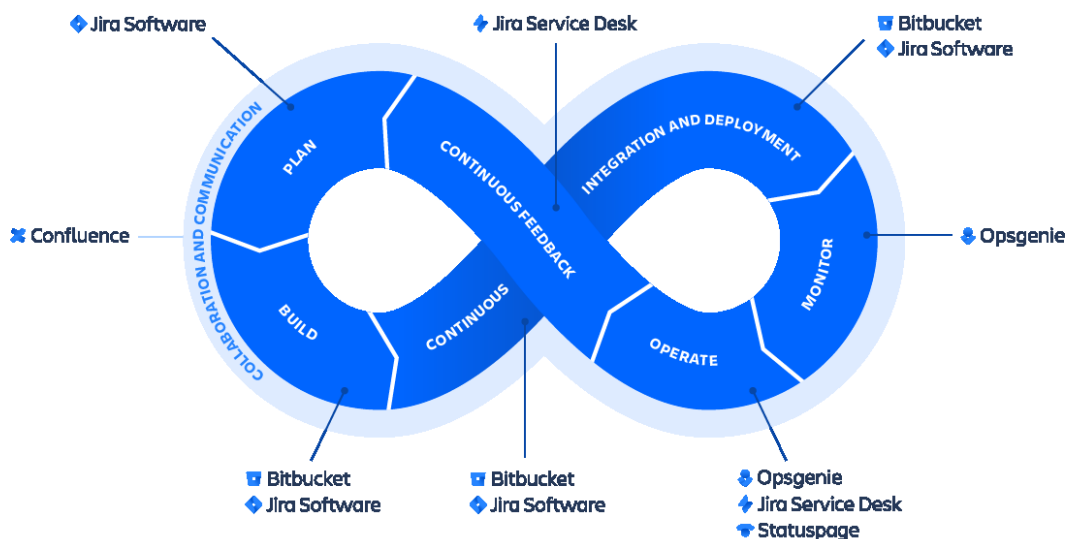 Jira Software
Jira Service Desk
Bitbucket
Jira Software
COLLABORATION AND COMMUNICATION
PLAN
CONTINUOUS FEEDBACK
INTEGRATION AND DEPLOYMENT
Confluence
Opsgenie
MONITOR
BUILD
CONTINUOUS
OPERATE
Bitbucket
Jira Software
Bitbucket
Jira Software
Opsgenie
Jira Service Desk
Statuspage